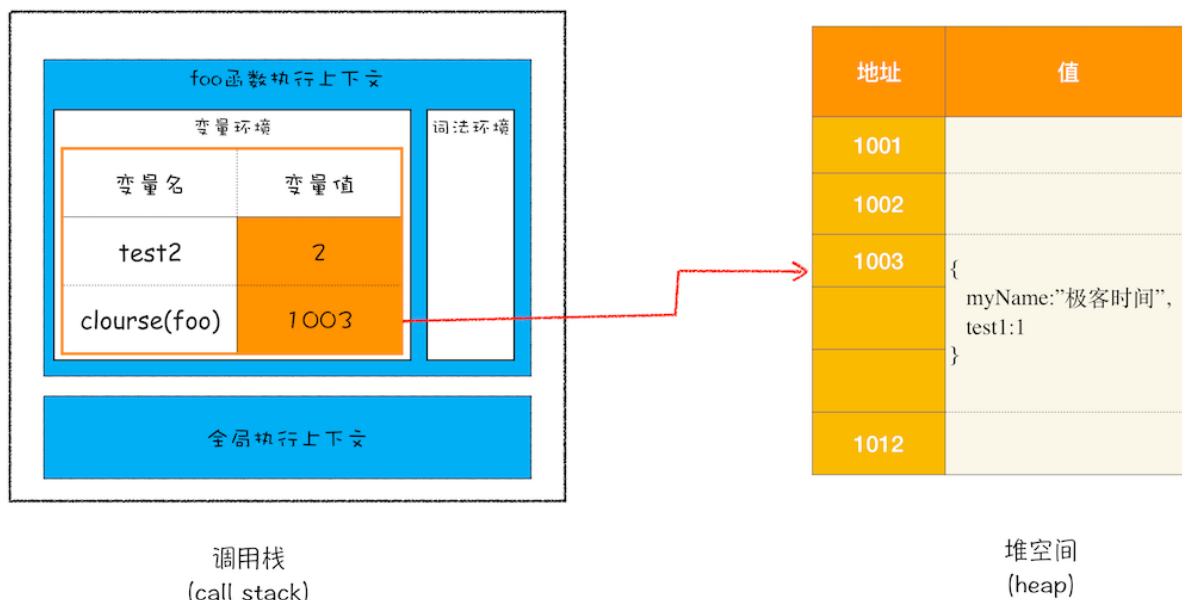 foo函数执行上下文
变量环境
词法环境
变量名 变量值
test2 2
clourse(foo) 1003
全局执行上下文
调用栈
(call stack)
地址 值
1001
1002
1003
{
myName:”极客时间”,
test1:1
}
1012
堆空间
(heap)